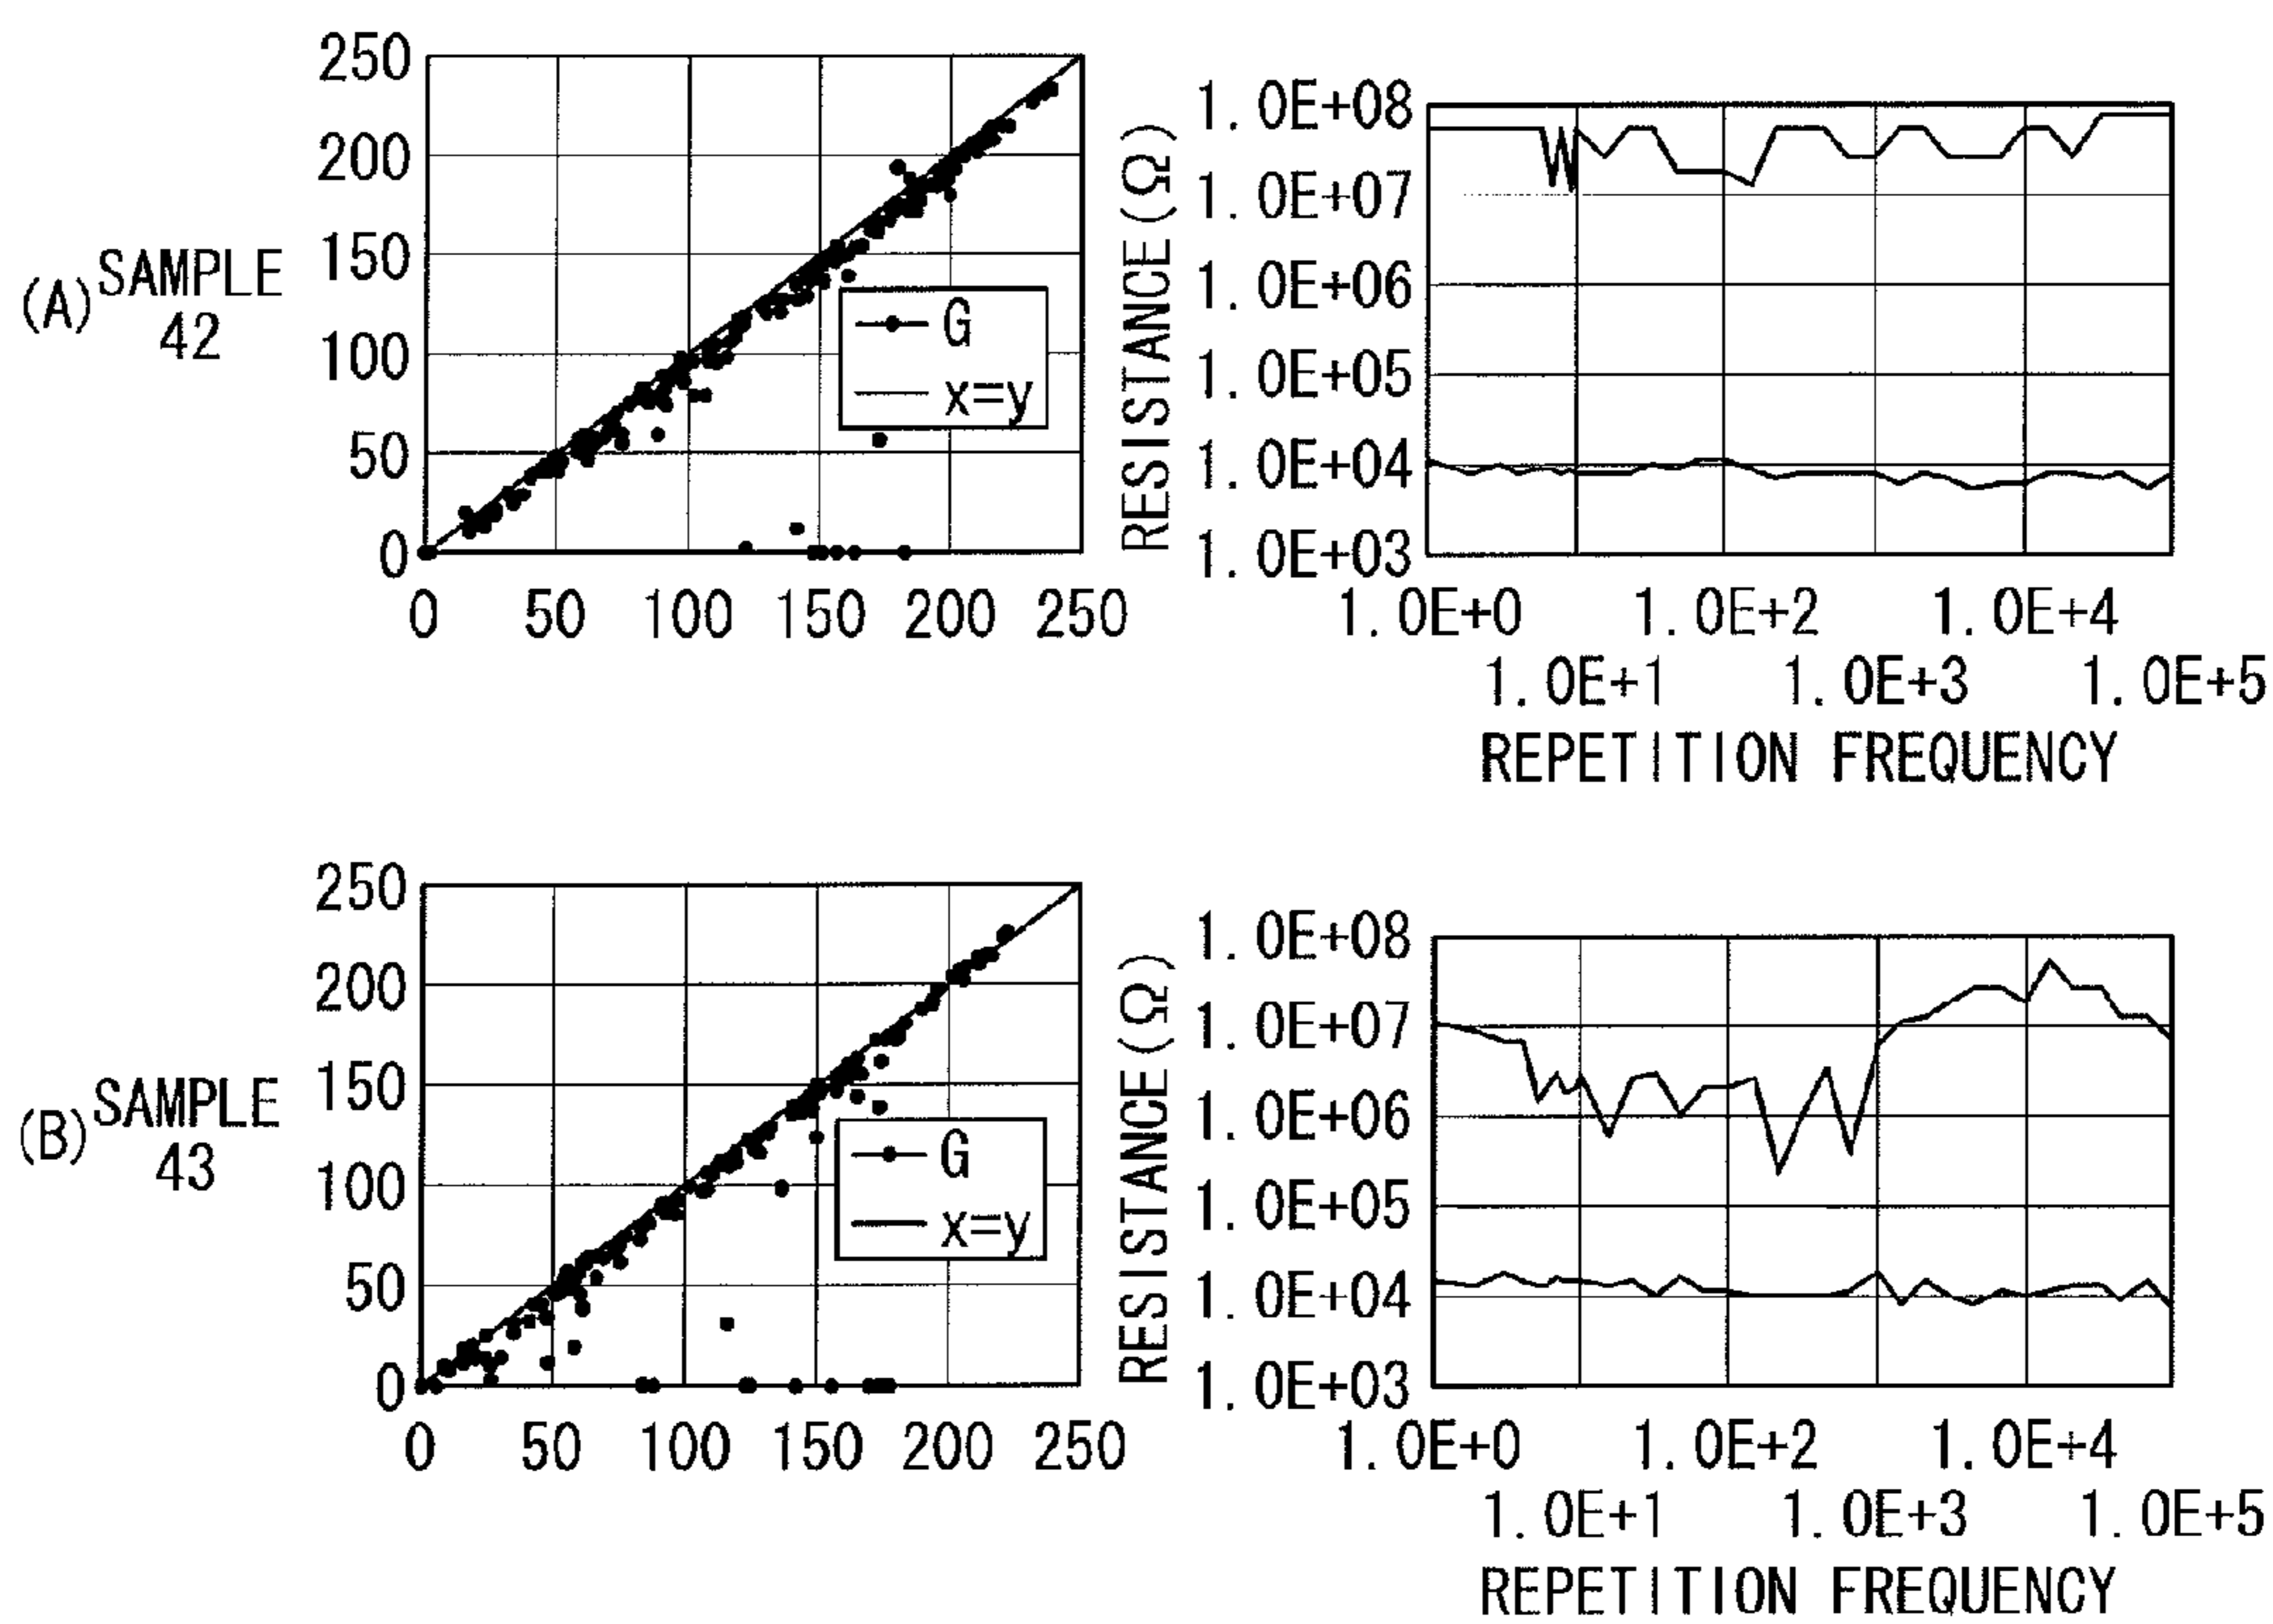 (A) SAMPLE 42
250
200
150
100
50
0
0 50 100 150 200 250
G
x=y
RESISTANCE(Ω)
1.0E+08
1.0E+07
1.0E+06
1.0E+05
1.0E+04
1.0E+03
1.0E+0 1.0E+2 1.0E+4
1.0E+1 1.0E+3 1.0E+5
REPETITION FREQUENCY
(B) SAMPLE 43
250
200
150
100
50
0
0 50 100 150 200 250
G
x=y
RESISTANCE(Ω)
1.0E+08
1.0E+07
1.0E+06
1.0E+05
1.0E+04
1.0E+03
1.0E+0 1.0E+2 1.0E+4
1.0E+1 1.0E+3 1.0E+5
REPETITION FREQUENCY